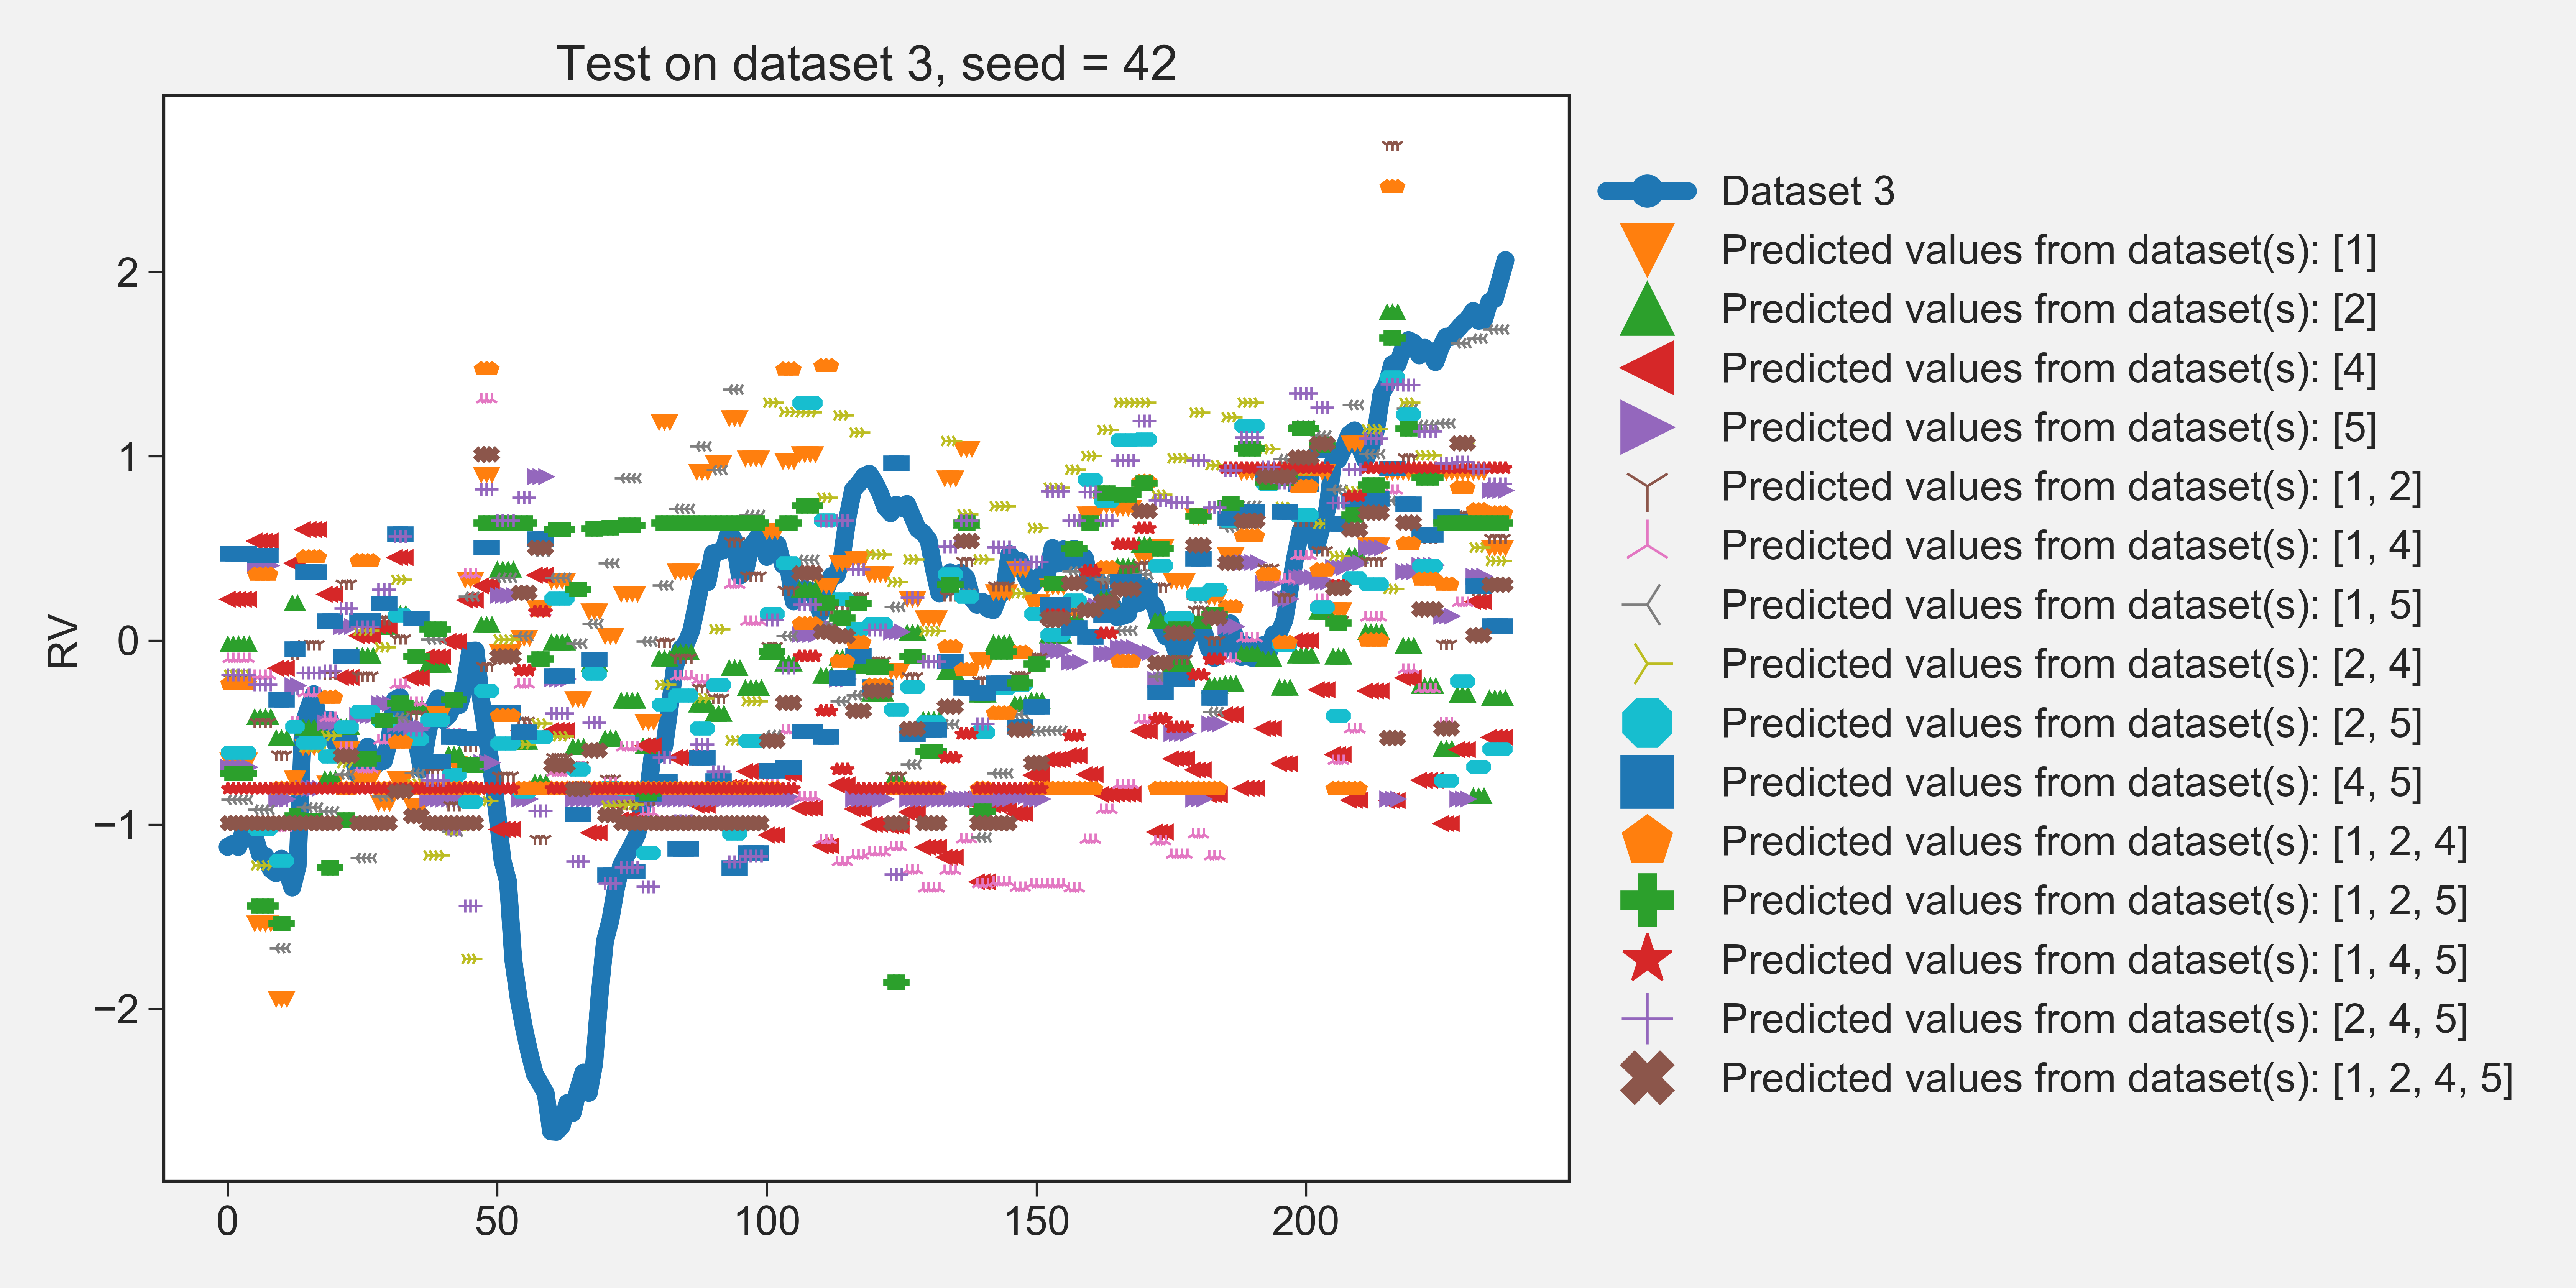 Test on dataset 3, seed = 42
RV
2
1
0
−1
−2
0 50 100 150 200
Dataset 3
Predicted values from dataset(s): [1]
Predicted values from dataset(s): [2]
Predicted values from dataset(s): [4]
Predicted values from dataset(s): [5]
Predicted values from dataset(s): [1, 2]
Predicted values from dataset(s): [1, 4]
Predicted values from dataset(s): [1, 5]
Predicted values from dataset(s): [2, 4]
Predicted values from dataset(s): [2, 5]
Predicted values from dataset(s): [4, 5]
Predicted values from dataset(s): [1, 2, 4]
Predicted values from dataset(s): [1, 2, 5]
Predicted values from dataset(s): [1, 4, 5]
Predicted values from dataset(s): [2, 4, 5]
Predicted values from dataset(s): [1, 2, 4, 5]